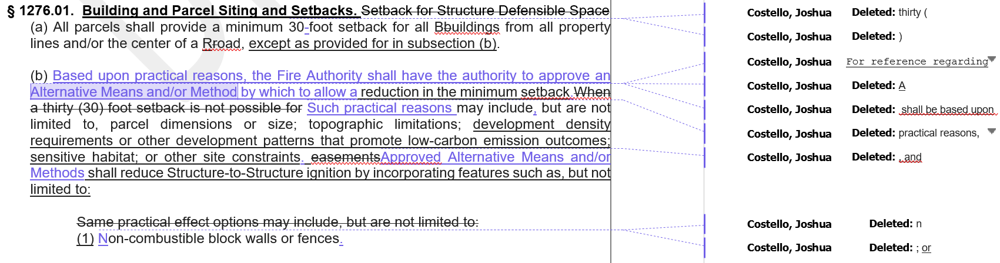 § 1276.01. Building and Parcel Siting and Setbacks. Setback for Structure Defensible Space
(a) All parcels shall provide a minimum 30-foot setback for all Bbuildings from all property
lines and/or the center of a Rroad, except as provided for in subsection (b).
(b) Based upon practical reasons, the Fire Authority shall have the authority to approve an
Alternative Means and/or Method by which to allow a reduction in the minimum setback.When
a thirty (30) foot setback is not possible for Such practical reasons may include, but are not
limited to, parcel dimensions or size; topographic limitations; development density
requirements or other development patterns that promote low-carbon emission outcomes;
sensitive habitat; or other site constraints. easementsApproved Alternative Means and/or
Methods shall reduce Structure-to-Structure ignition by incorporating features such as, but not
limited to:
Same practical effect options may include, but are not limited to:
(1) Non-combustible block walls or fences.
Costello, Joshua Deleted: thirty (
Costello, Joshua Deleted: )
Costello, Joshua For reference regarding
Costello, Joshua Deleted: A
Costello, Joshua Deleted: shall be based upon
Costello, Joshua Deleted: practical reasons,
Costello, Joshua Deleted: , and
Costello, Joshua Deleted: n
Costello, Joshua Deleted: ; or